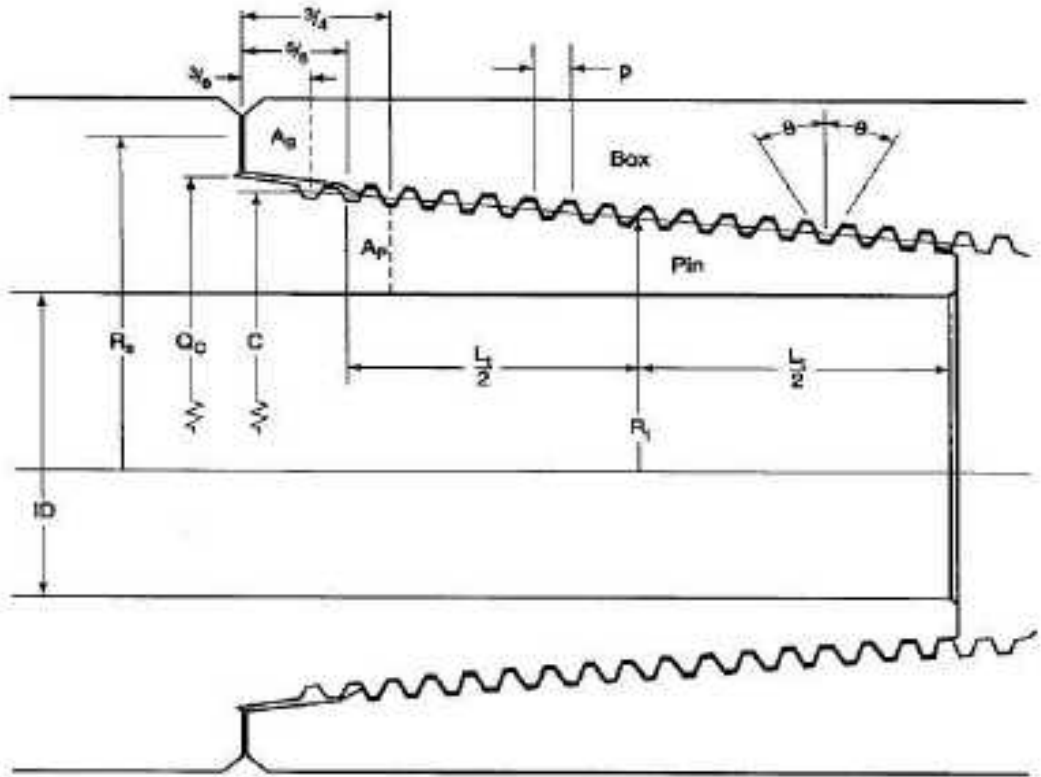 3/4
5/8
3/8
P
θ θ
A_B
Box
A_P
Pin
R_s
Q_C
C
L/2
L/2
R_t
ID